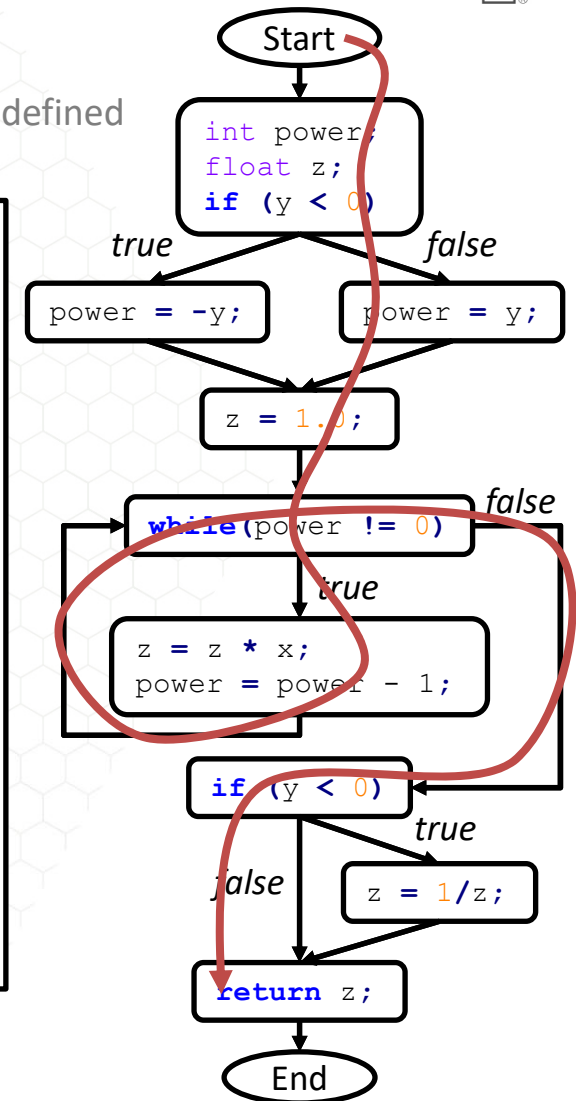 Start
defined
int power;
float z;
if (y < 0)
true
false
power = -y;
power = y;
z = 1.0;
while(power != 0)
false
true
z = z * x;
power = power - 1;
if (y < 0)
true
false
z = 1/z;
return z;
End